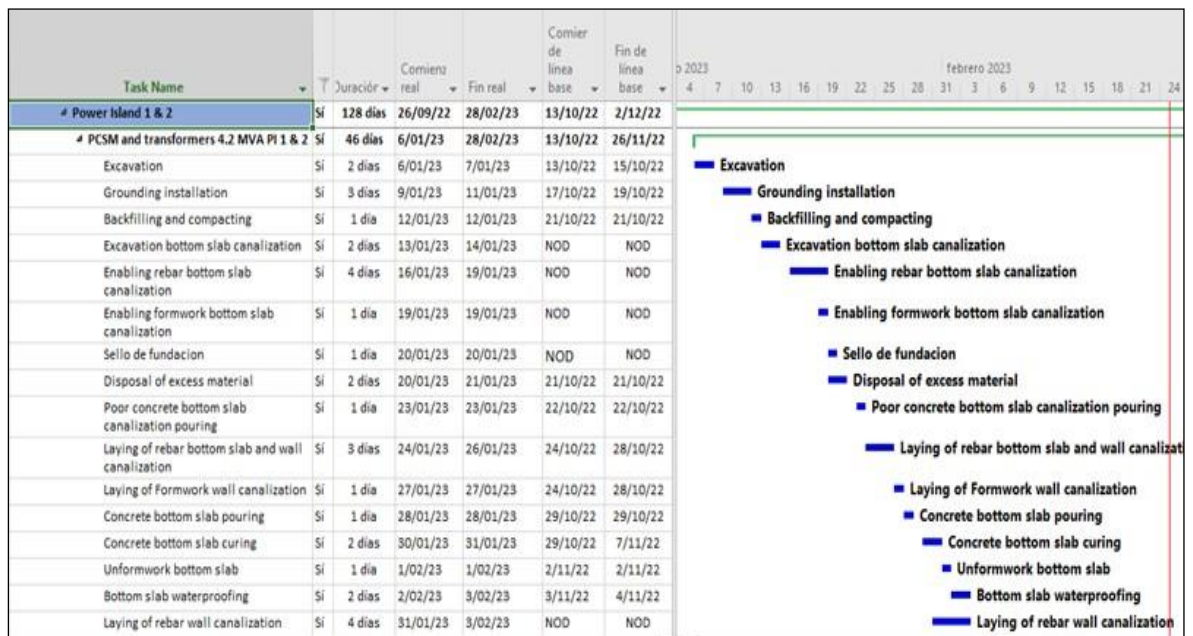 Task Name Duración Comienz real Fin real Comier de línea base Fin de línea base
o 2023 febrero 2023
4 7 10 13 16 19 22 25 28 31 3 6 9 12 15 18 21 24
Power Island 1 & 2 Sí 128 días 26/09/22 28/02/23 13/10/22 2/12/22
PCSM and transformers 4.2 MVA PI 1 & 2 Sí 46 días 6/01/23 28/02/23 13/10/22 26/11/22
Excavation Sí 2 días 6/01/23 7/01/23 13/10/22 15/10/22 Excavation
Grounding installation Sí 3 días 9/01/23 11/01/23 17/10/22 19/10/22 Grounding installation
Backfilling and compacting Sí 1 día 12/01/23 12/01/23 21/10/22 21/10/22 Backfilling and compacting
Excavation bottom slab canalization Sí 2 días 13/01/23 14/01/23 NOD NOD Excavation bottom slab canalization
Enabling rebar bottom slab canalization Sí 4 días 16/01/23 19/01/23 NOD NOD Enabling rebar bottom slab canalization
Enabling formwork bottom slab canalization Sí 1 día 19/01/23 19/01/23 NOD NOD Enabling formwork bottom slab canalization
Sello de fundacion Sí 1 día 20/01/23 20/01/23 NOD NOD Sello de fundacion
Disposal of excess material Sí 2 días 20/01/23 21/01/23 21/10/22 21/10/22 Disposal of excess material
Poor concrete bottom slab canalization pouring Sí 1 día 23/01/23 23/01/23 22/10/22 22/10/22 Poor concrete bottom slab canalization pouring
Laying of rebar bottom slab and wall canalization Sí 3 días 24/01/23 26/01/23 24/10/22 28/10/22 Laying of rebar bottom slab and wall canalizati
Laying of Formwork wall canalization Sí 1 día 27/01/23 27/01/23 24/10/22 28/10/22 Laying of Formwork wall canalization
Concrete bottom slab pouring Sí 1 día 28/01/23 28/01/23 29/10/22 29/10/22 Concrete bottom slab pouring
Concrete bottom slab curing Sí 2 días 30/01/23 31/01/23 29/10/22 7/11/22 Concrete bottom slab curing
Unformwork bottom slab Sí 1 día 1/02/23 1/02/23 2/11/22 2/11/22 Unformwork bottom slab
Bottom slab waterproofing Sí 2 días 2/02/23 3/02/23 3/11/22 4/11/22 Bottom slab waterproofing
Laying of rebar wall canalization Sí 4 días 31/01/23 3/02/23 NOD NOD Laying of rebar wall canalization